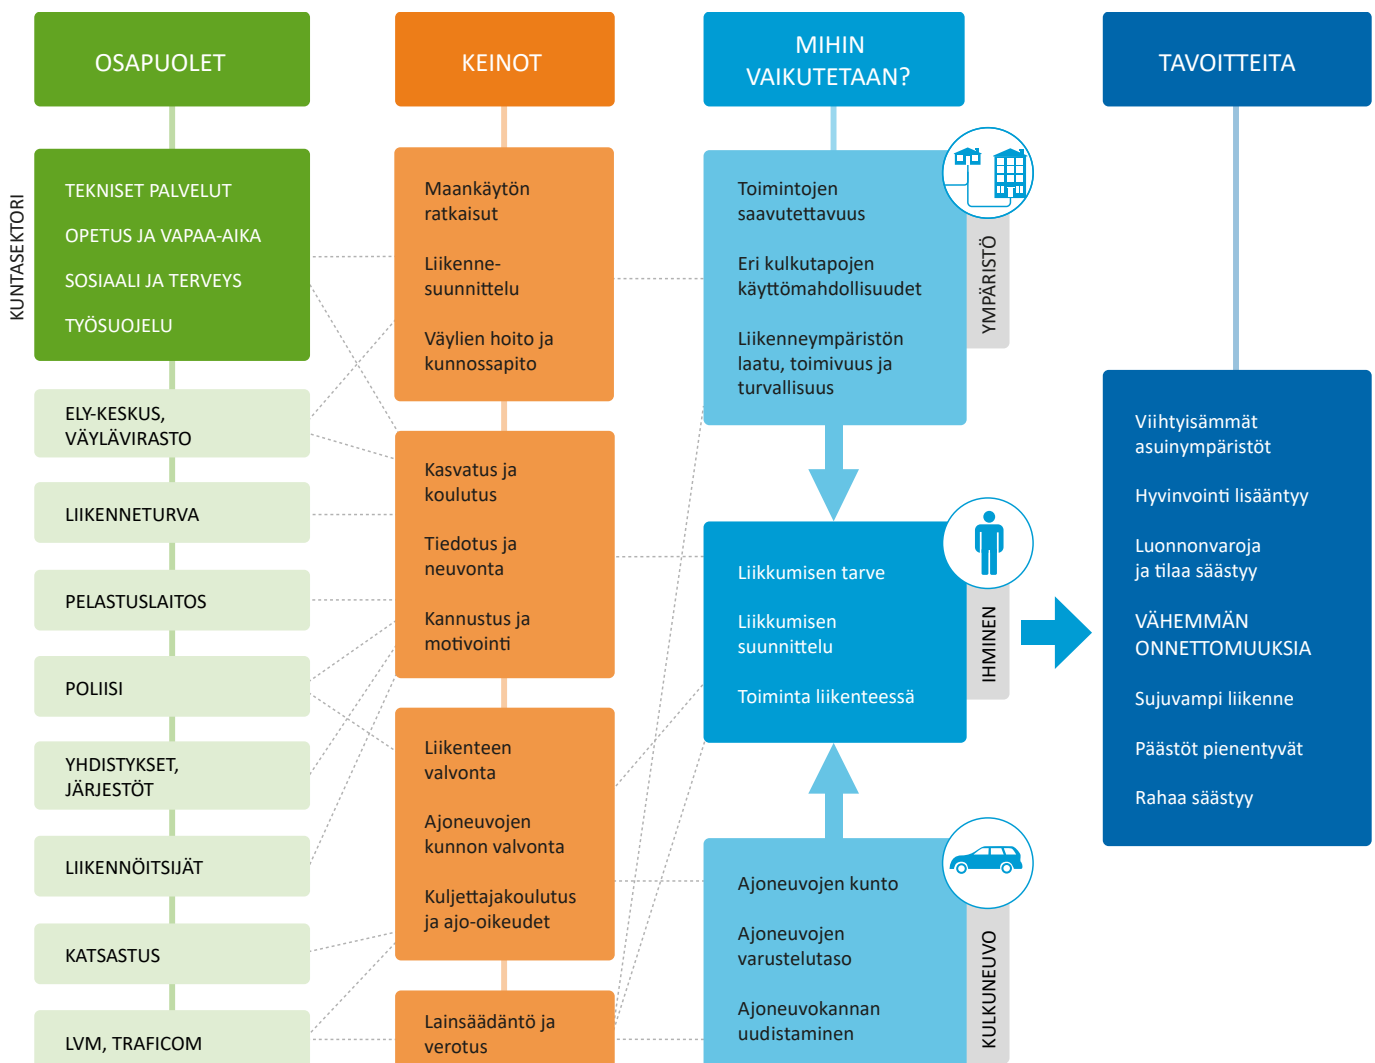 OSAPUOLET
KUNTASEKTORI
TEKNISET PALVELUT
OPETUS JA VAPAA-AIKA
SOSIAALI JA TERVEYS
TYÖSUOJELU
ELY-KESKUS,
VÄYLÄVIRASTO
LIIKENNETURVA
PELASTUSLAITOS
POLIISI
YHDISTYKSET,
JÄRJESTÖT
LIIKENNÖITSIJÄT
KATSASTUS
LVM, TRAFICOM
KEINOT
Maankäytön
ratkaisut
Liikenne-
suunnittelu
Väylien hoito ja
kunnossapito
Kasvatus ja
koulutus
Tiedotus ja
neuvonta
Kannustus ja
motivointi
Liikenteen
valvonta
Ajoneuvojen
kunnon valvonta
Kuljettajakoulutus
ja ajo-oikeudet
Lainsäädäntö ja
verotus
MIHIN
VAIKUTETAAN?
Toimintojen
saavutettavuus
Eri kulkutapojen
käyttömahdollisuudet
Liikenneympäristön
laatu, toimivuus ja
turvallisuus
YMPÄRISTÖ
Liikkumisen tarve
Liikkumisen
suunnittelu
Toiminta liikenteessä
IHMINEN
Ajoneuvojen kunto
Ajoneuvojen
varustelutaso
Ajoneuvokannan
uudistaminen
KULKUNEUVO
TAVOITTEITA
Viihtyisämmät
asuinympäristöt
Hyvinvointi lisääntyy
Luonnonvaroja
ja tilaa säästyy
VÄHEMMÄN
ONNETTOMUUKSIA
Sujuvampi liikenne
Päästöt pienentyvät
Rahaa säästyy